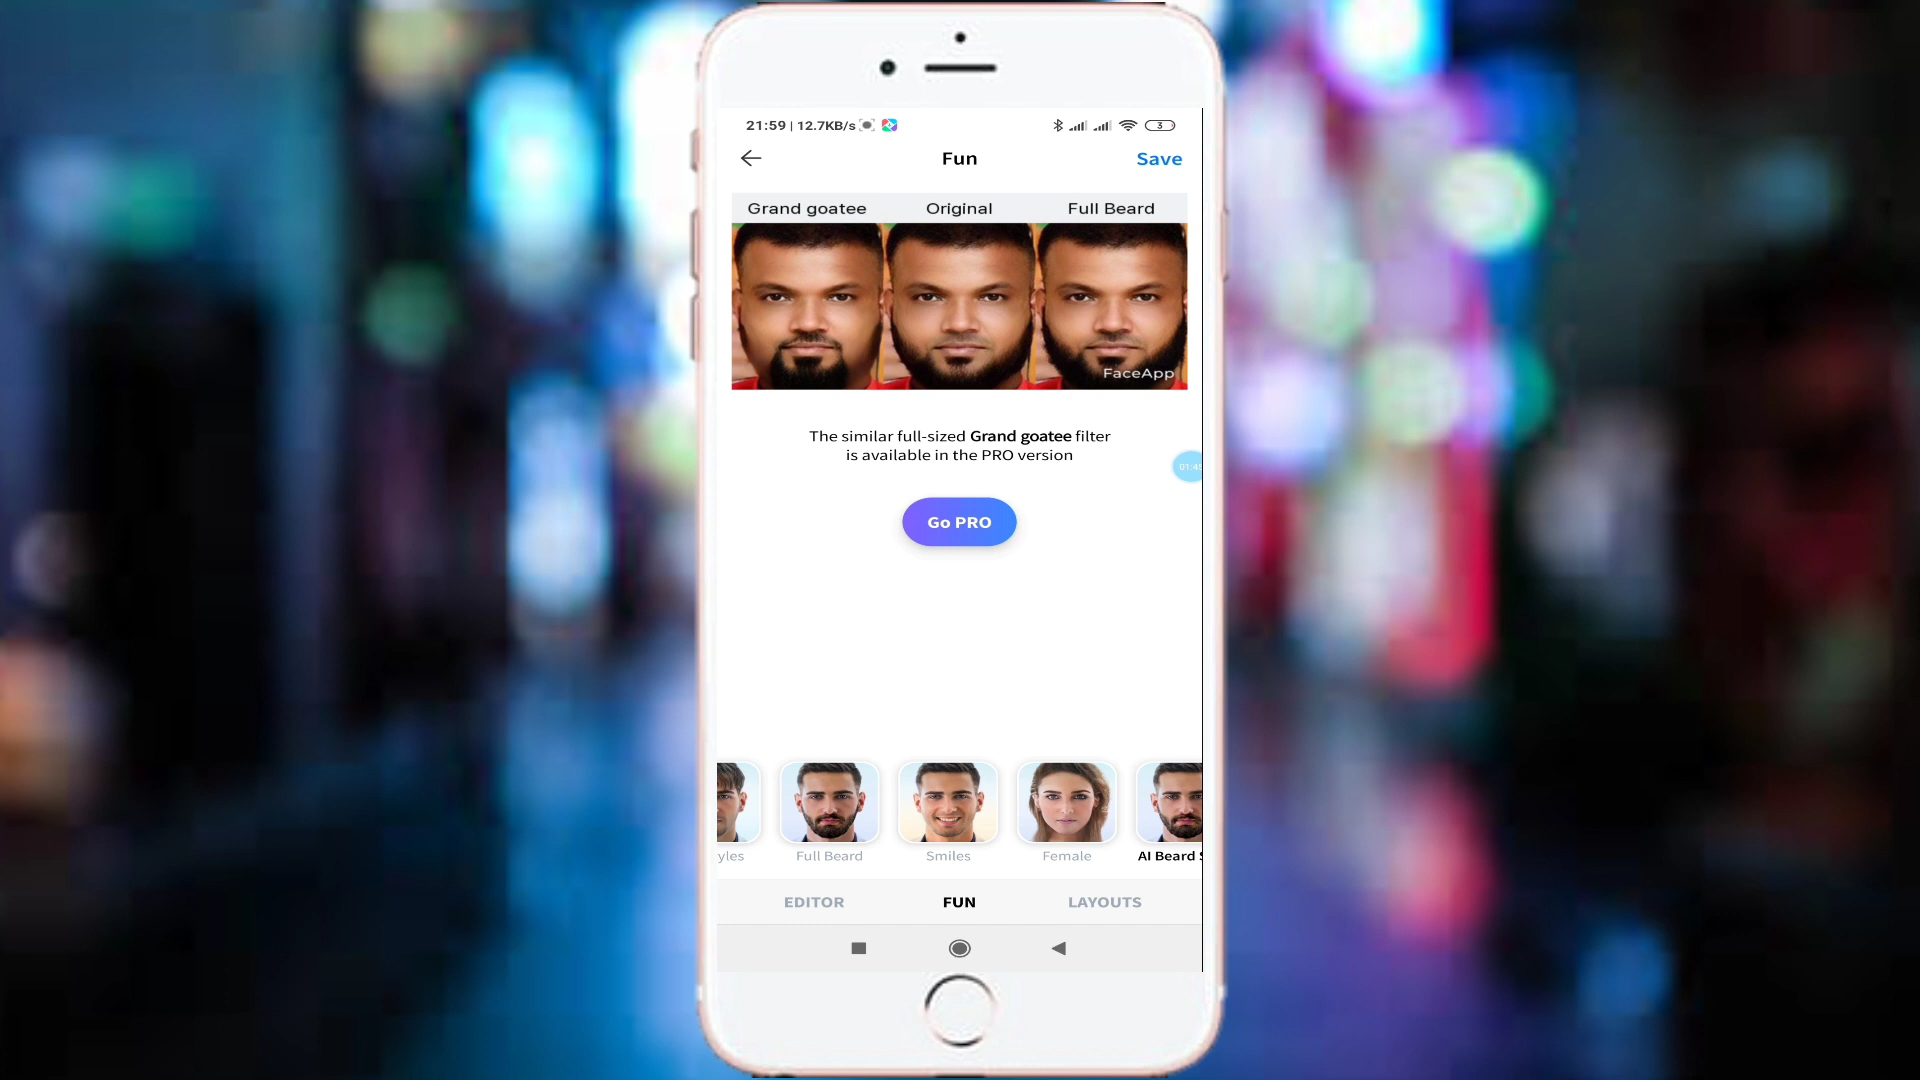 21:59 | 12.7KB/s
3
Fun
Save
Grand goatee
Original
Full Beard
FaceApp
The similar full-sized Grand goatee filter
is available in the PRO version
Go PRO
yles
Full Beard
Smiles
Female
AI Beard
EDITOR
FUN
LAYOUTS